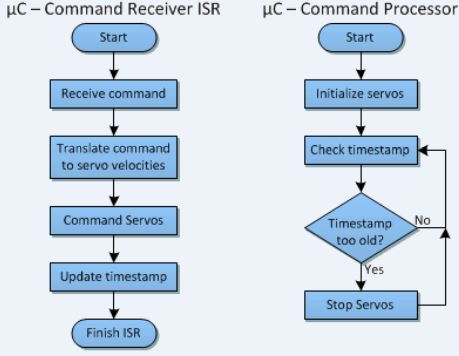 µC – Command Receiver ISR
Start
Receive command
Translate command
to servo velocities
Command Servos
Update timestamp
Finish ISR
µC – Command Processor
Start
Initialize servos
Check timestamp
Timestamp
too old?
No
Yes
Stop Servos